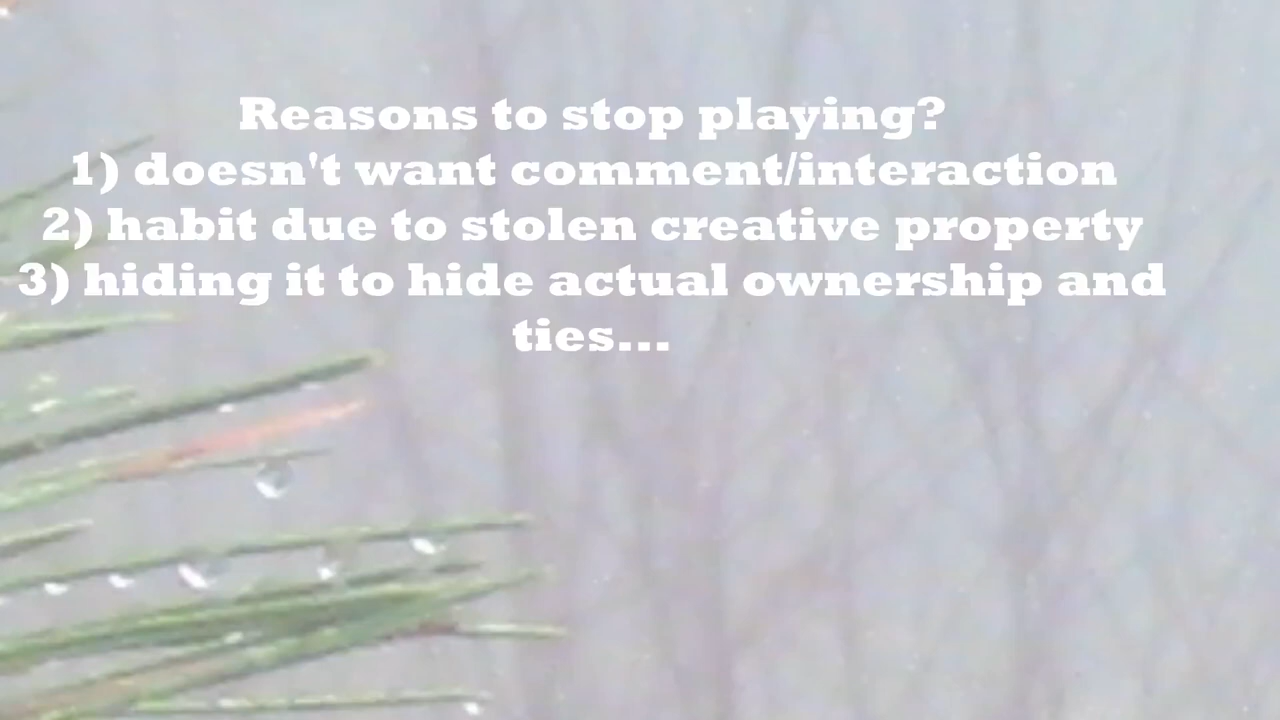 Reasons to stop playing?
1) doesn't want comment/interaction
2) habit due to stolen creative property
3) hiding it to hide actual ownership and
ties...